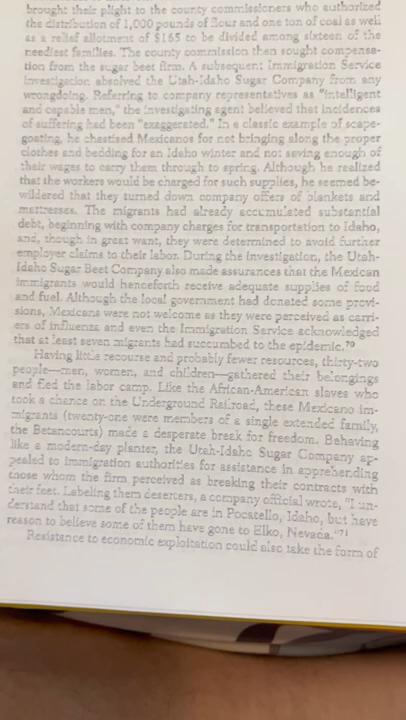 brought their plight to the county commissioners who authorized
the distribution of 1,000 pounds of flour and one ton of coal as well
as a relief allotment of $165 to be divided among sixteen of the
neediest families. The county commission then sought compensa-
tion from the sugar beet firm. A subsequent Immigration Service
investigation absolved the Utah-Idaho Sugar Company from any
wrongdoing. Referring to company representatives as "intelligent
and capable men," the investigating agent believed that incidences
of suffering had been "exaggerated." In a classic example of scape-
goating, he chastised Mexicanos for not bringing along the proper
clothes and bedding for an Idaho winter and not saving enough of
their wages to carry them through to spring. Although he realized
that the workers would be charged for such supplies, he seemed be-
wildered that they turned down company offers of blankets and
mattresses. The migrants had already accumulated substantial
debt, beginning with company charges for transportation to Idaho,
and, though in great want, they were determined to avoid further
employer claims to their labor. During the investigation, the Utah-
Idaho Sugar Beet Company also made assurances that the Mexican
immigrants would henceforth receive adequate supplies of food
and fuel. Although the local government had donated some provi-
sions, Mexicans were not welcome as they were perceived as carri-
ers of influenza and even the Immigration Service acknowledged
that at least seven migrants had succumbed to the epidemic.70
Having little recourse and probably fewer resources, thirty-two
people—men, women, and children—gathered their belongings
and fled the labor camp. Like the African-American slaves who
took a chance on the Underground Railroad, these Mexicano im-
migrants (twenty-one were members of a single extended family,
the Betancourts) made a desperate break for freedom. Behaving
like a modern-day planter, the Utah-Idaho Sugar Company ap-
pealed to immigration authorities for assistance in apprehending
those whom the firm perceived as breaking their contracts with
their feet. Labeling them deserters, a company official wrote, "I un-
derstand that some of the people are in Pocatello, Idaho, but have
reason to believe some of them have gone to Elko, Nevada."71
Resistance to economic exploitation could also take the form of